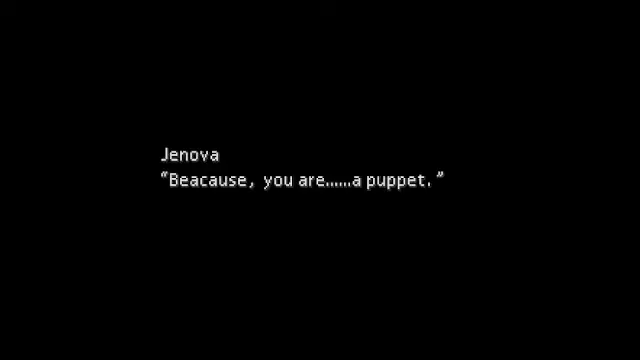 Jenova
“Beacause, you are......a puppet.”